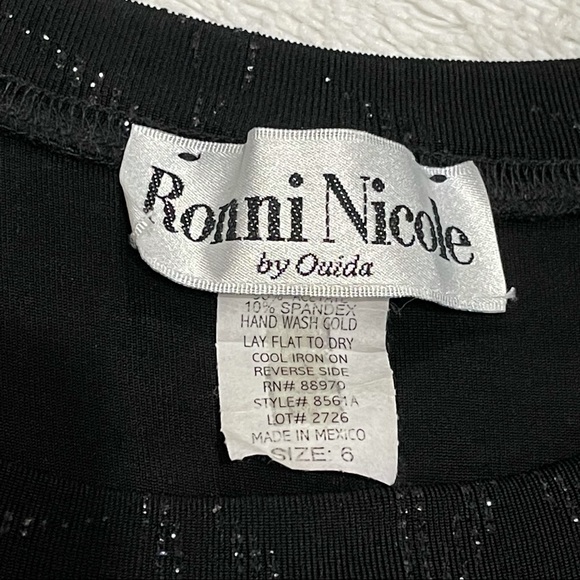 Ronni Nicole
by Ouida
ACETATE
10% SPANDEX
HAND WASH COLD
LAY FLAT TO DRY
COOL IRON ON
REVERSE SIDE
RN# 88970
STYLE# 8561A
LOT# 2726
MADE IN MEXICO
SIZE: 6